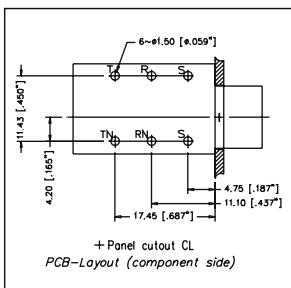 6~ø1,50 [ø.059"]
T R S
11.43 [.450"]
4.20 [.165"]
TN RN S
4.75 [.187"]
11.10 [.437"]
17.45 [.687"]
+ Panel cutout CL
PCB-Layout (component side)